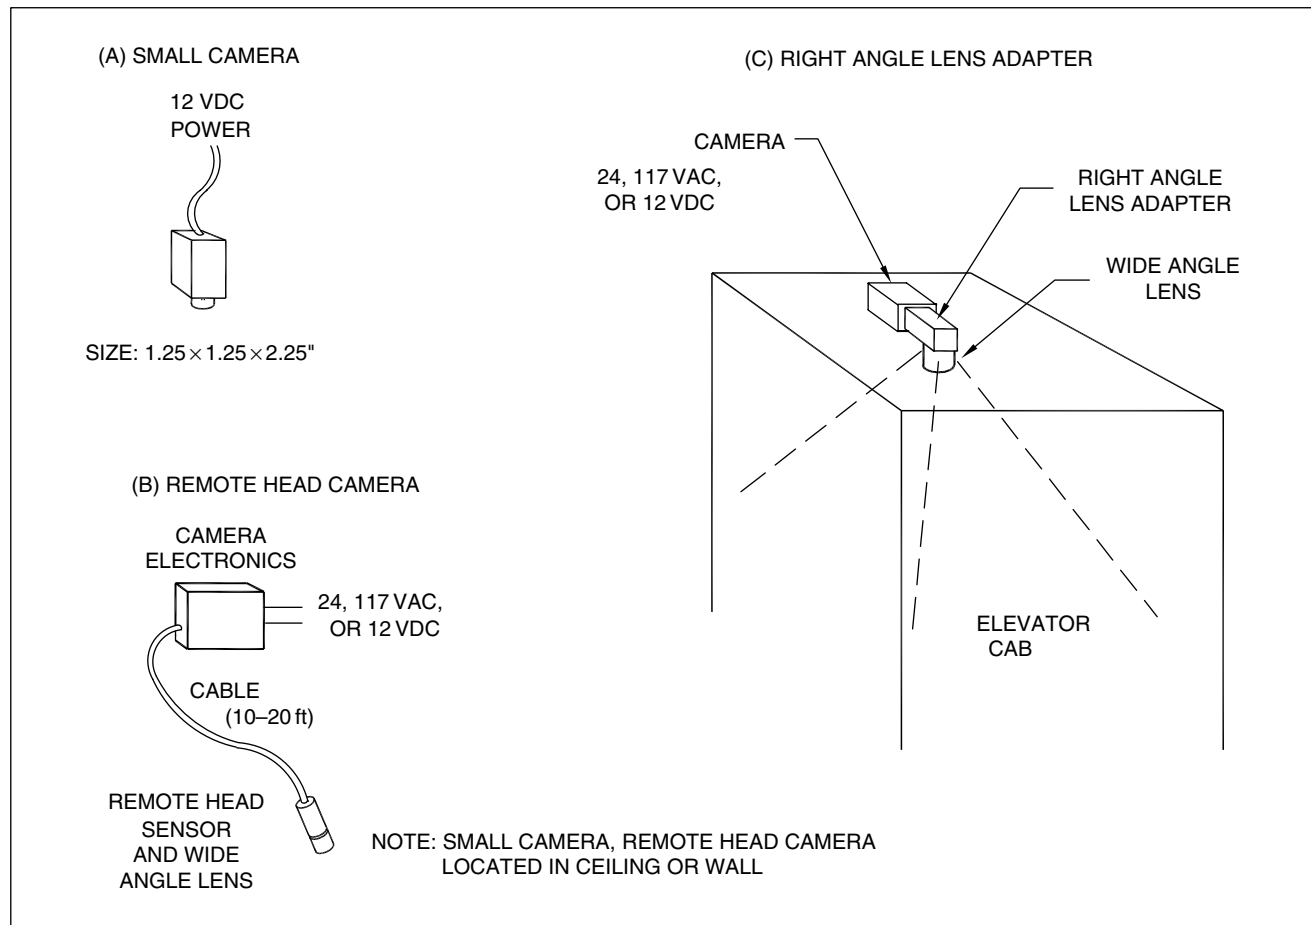 (A) SMALL CAMERA
12 VDC
POWER
SIZE: 1.25×1.25×2.25"
(B) REMOTE HEAD CAMERA
CAMERA
ELECTRONICS
24, 117 VAC,
OR 12 VDC
CABLE
(10–20 ft)
REMOTE HEAD
SENSOR
AND WIDE
ANGLE LENS
NOTE: SMALL CAMERA, REMOTE HEAD CAMERA
LOCATED IN CEILING OR WALL
(C) RIGHT ANGLE LENS ADAPTER
CAMERA
24, 117 VAC,
OR 12 VDC
RIGHT ANGLE
LENS ADAPTER
WIDE ANGLE
LENS
ELEVATOR
CAB